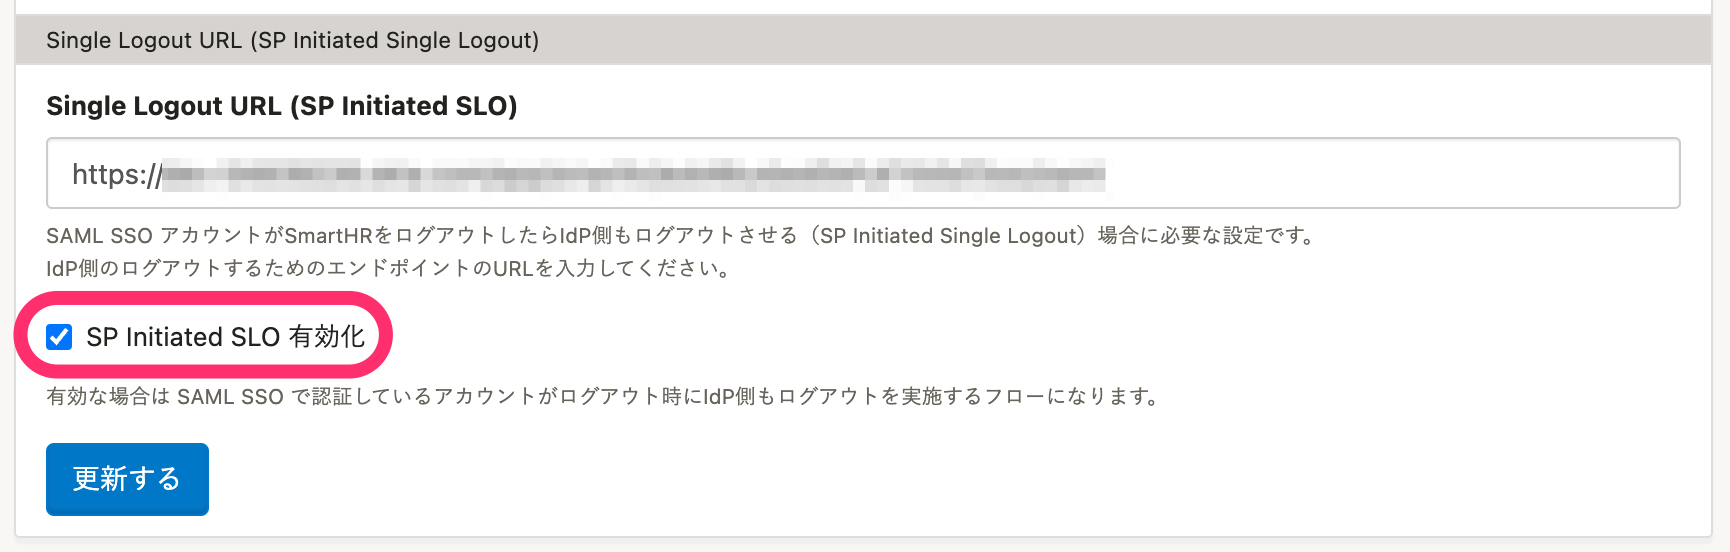 Single Logout URL (SP Initiated Single Logout)
Single Logout URL (SP Initiated SLO)
https://
SAML SSO アカウントがSmartHRをログアウトしたらIdP側もログアウトさせる（SP Initiated Single Logout）場合に必要な設定です。
IdP側のログアウトするためのエンドポイントのURLを入力してください。
SP Initiated SLO 有効化
有効な場合は SAML SSO で認証しているアカウントがログアウト時にIdP側もログアウトを実施するフローになります。
更新する